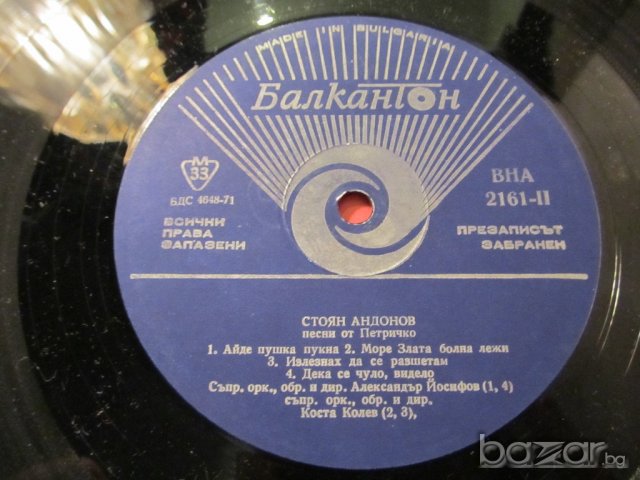 MADE IN BULGARIA
Балкантон
М
33
БДС 4648-71
ВСИЧНИ
ПРАВА
ЗАПАЗЕНИ
ВНА
2161-II
ПРЕЗАПИСЪТ
ЗАБРАНЕН
СТОЯН АНДОНОВ
песни от Петричко
1. Айде пушка пукна 2. Море Злата болна лежи
3. Излезнах да се разшетам
4. Дека се чуло, видело
Съпр. орк., обр. и дир. Александър Йосифов (1, 4)
съпр. орк., обр. и дир.
Коста Колев (2, 3),
bazar.bg